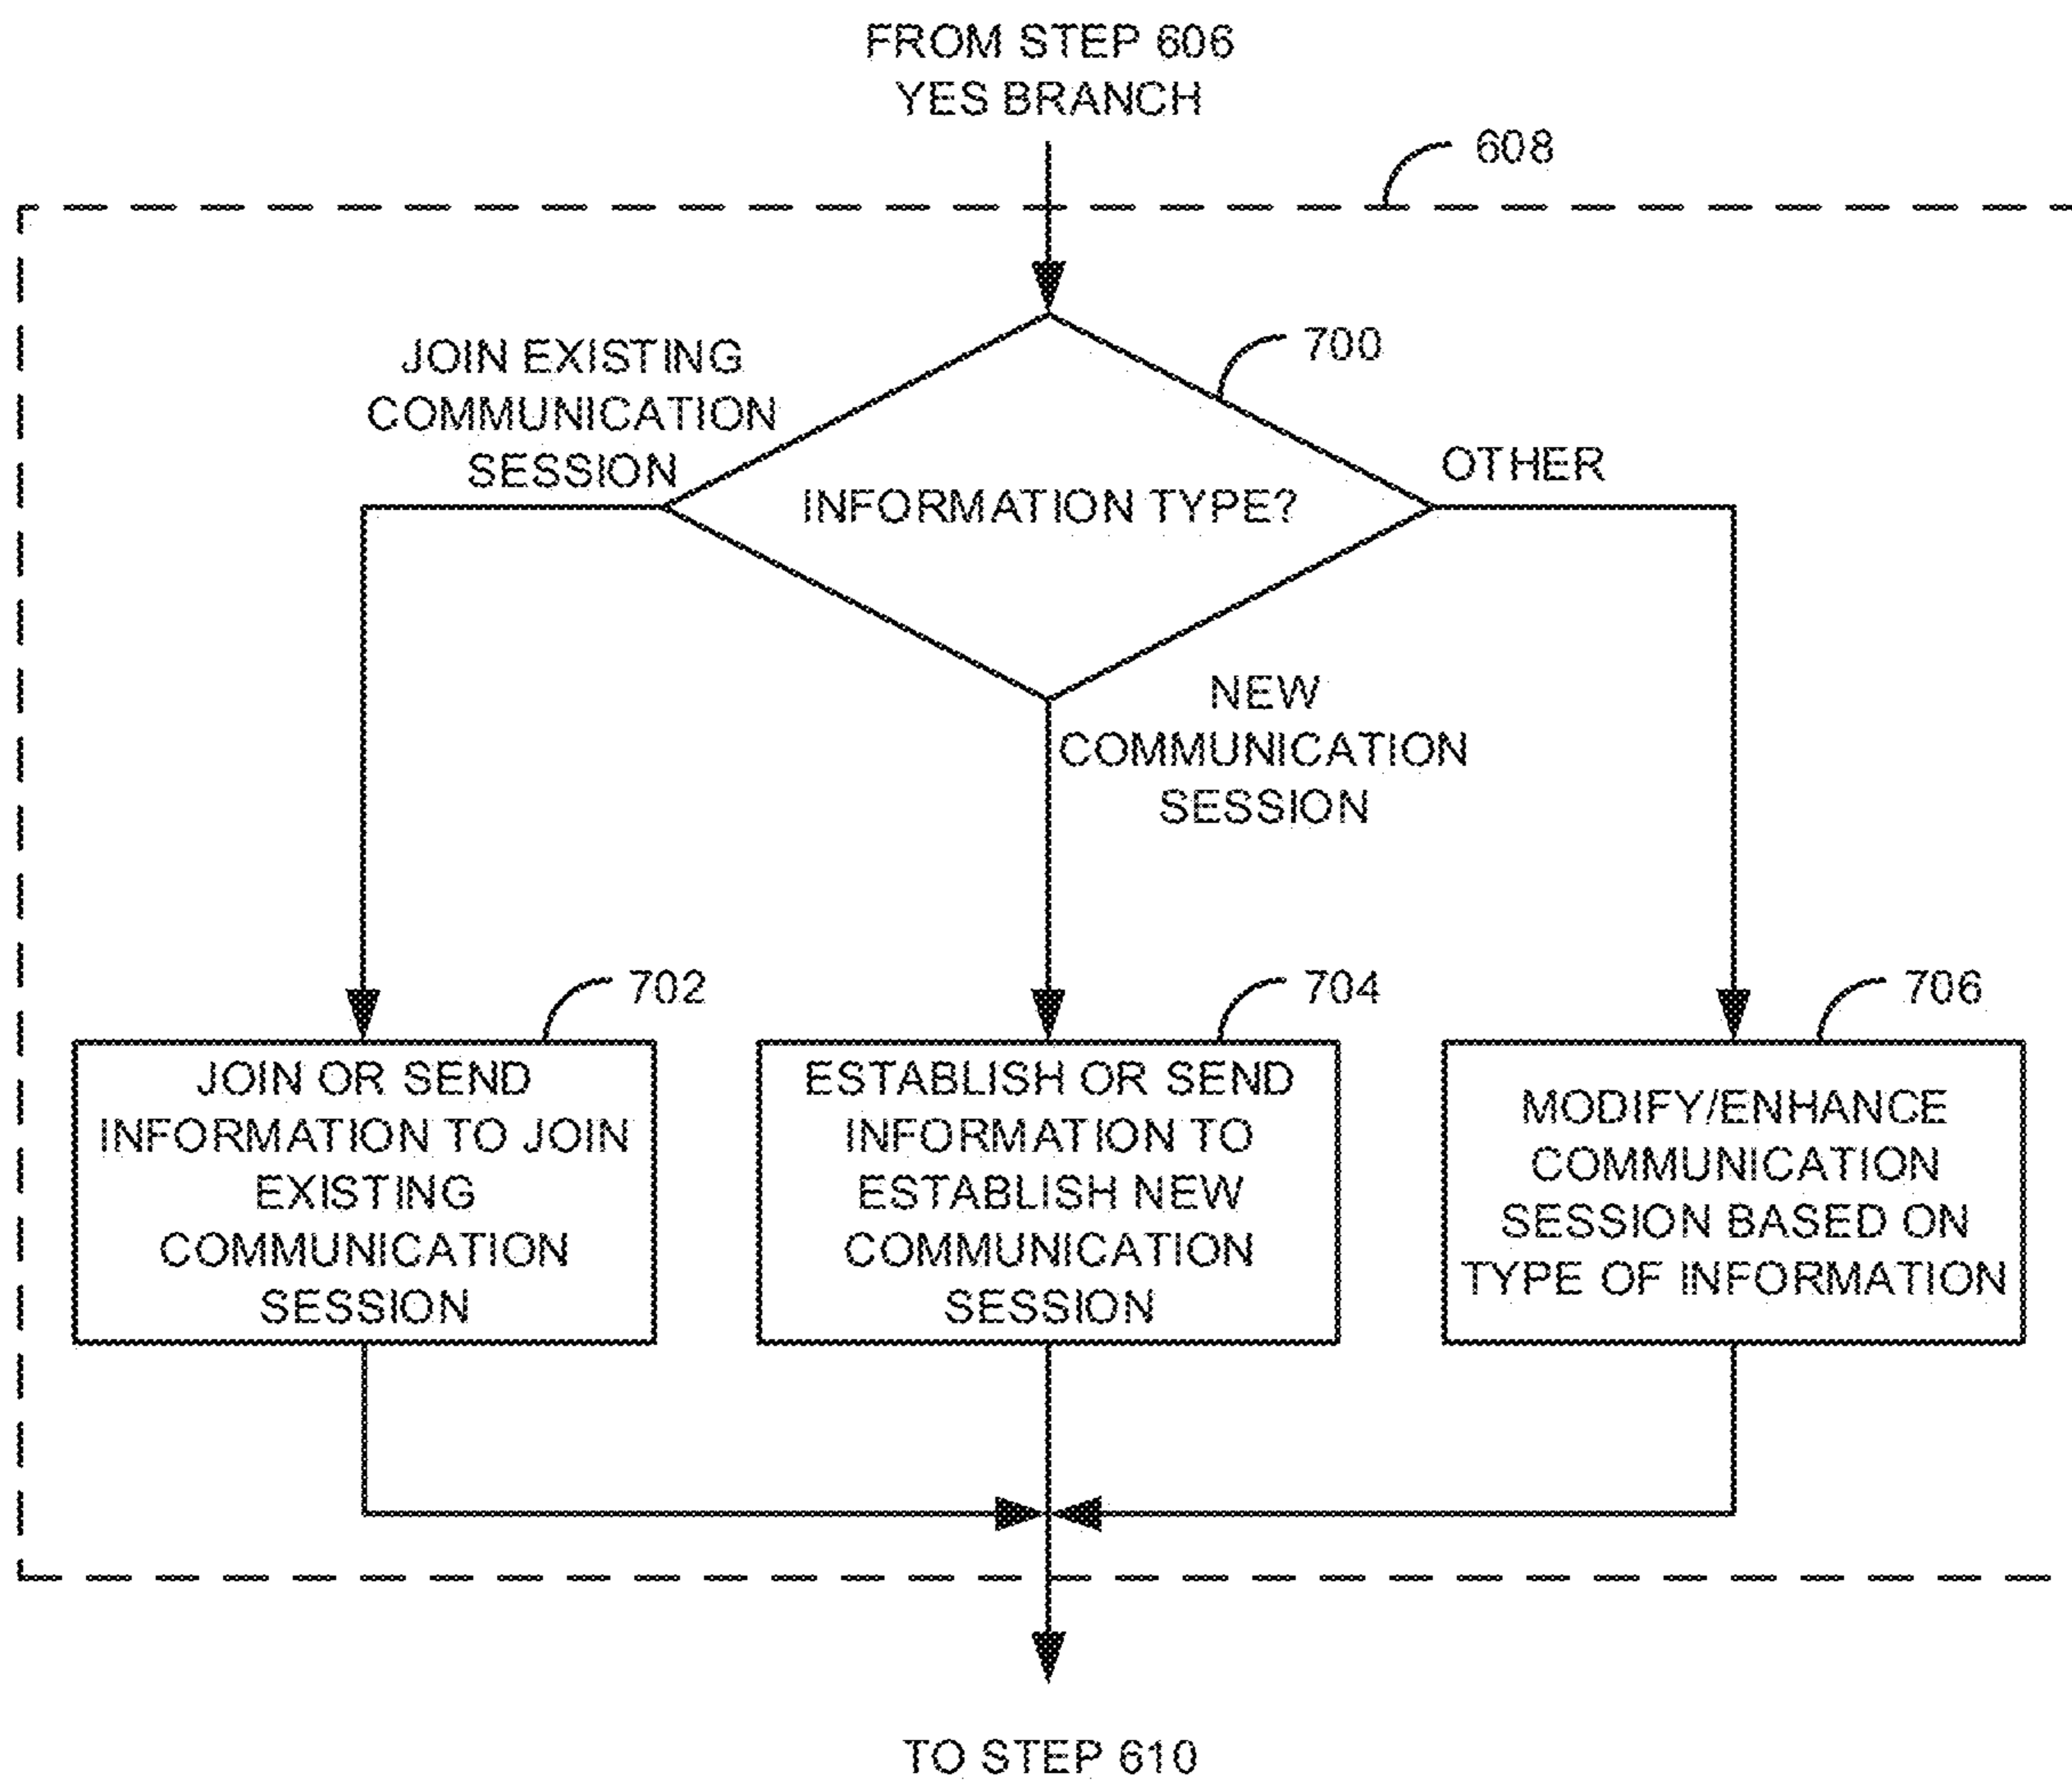 FROM STEP 606
YES BRANCH
608
700
JOIN EXISTING
COMMUNICATION
SESSION
OTHER
INFORMATION TYPE?
NEW
COMMUNICATION
SESSION
702
704
706
JOIN OR SEND
INFORMATION TO JOIN
EXISTING
COMMUNICATION
SESSION
ESTABLISH OR SEND
INFORMATION TO
ESTABLISH NEW
COMMUNICATION
SESSION
MODIFY/ENHANCE
COMMUNICATION
SESSION BASED ON
TYPE OF INFORMATION
TO STEP 610